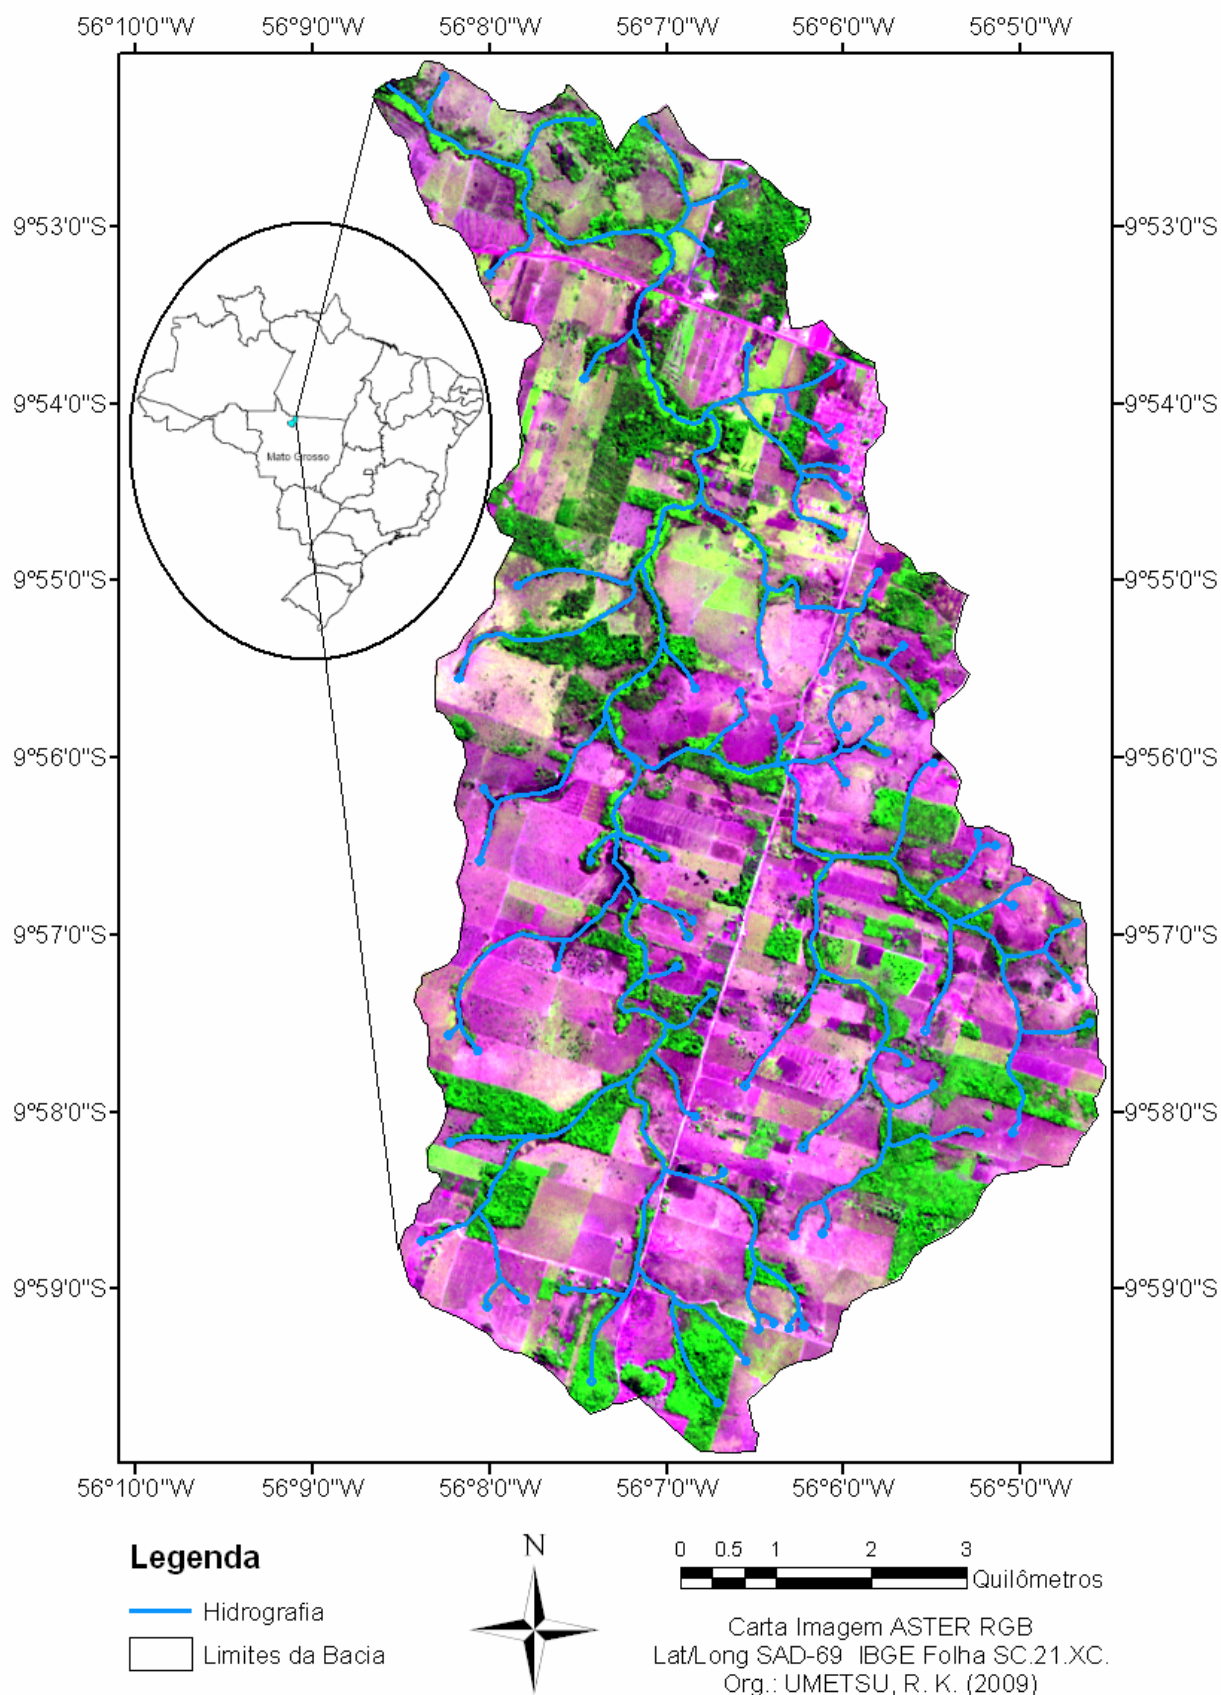 56°10'0"W 56°9'0"W 56°8'0"W 56°7'0"W 56°6'0"W 56°5'0"W
9°53'0"S 9°53'0"S
9°54'0"S 9°54'0"S
Mato Grosso
9°55'0"S 9°55'0"S
9°56'0"S 9°56'0"S
9°57'0"S 9°57'0"S
9°58'0"S 9°58'0"S
9°59'0"S 9°59'0"S
56°10'0"W 56°9'0"W 56°8'0"W 56°7'0"W 56°6'0"W 56°5'0"W
Legenda
Hidrografia
Limites da Bacia
N
0 0.5 1 2 3
Quilômetros
Carta Imagem ASTER RGB
Lat/Long SAD-69 IBGE Folha SC.21.XC.
Org.: UMETSU, R. K. (2009)